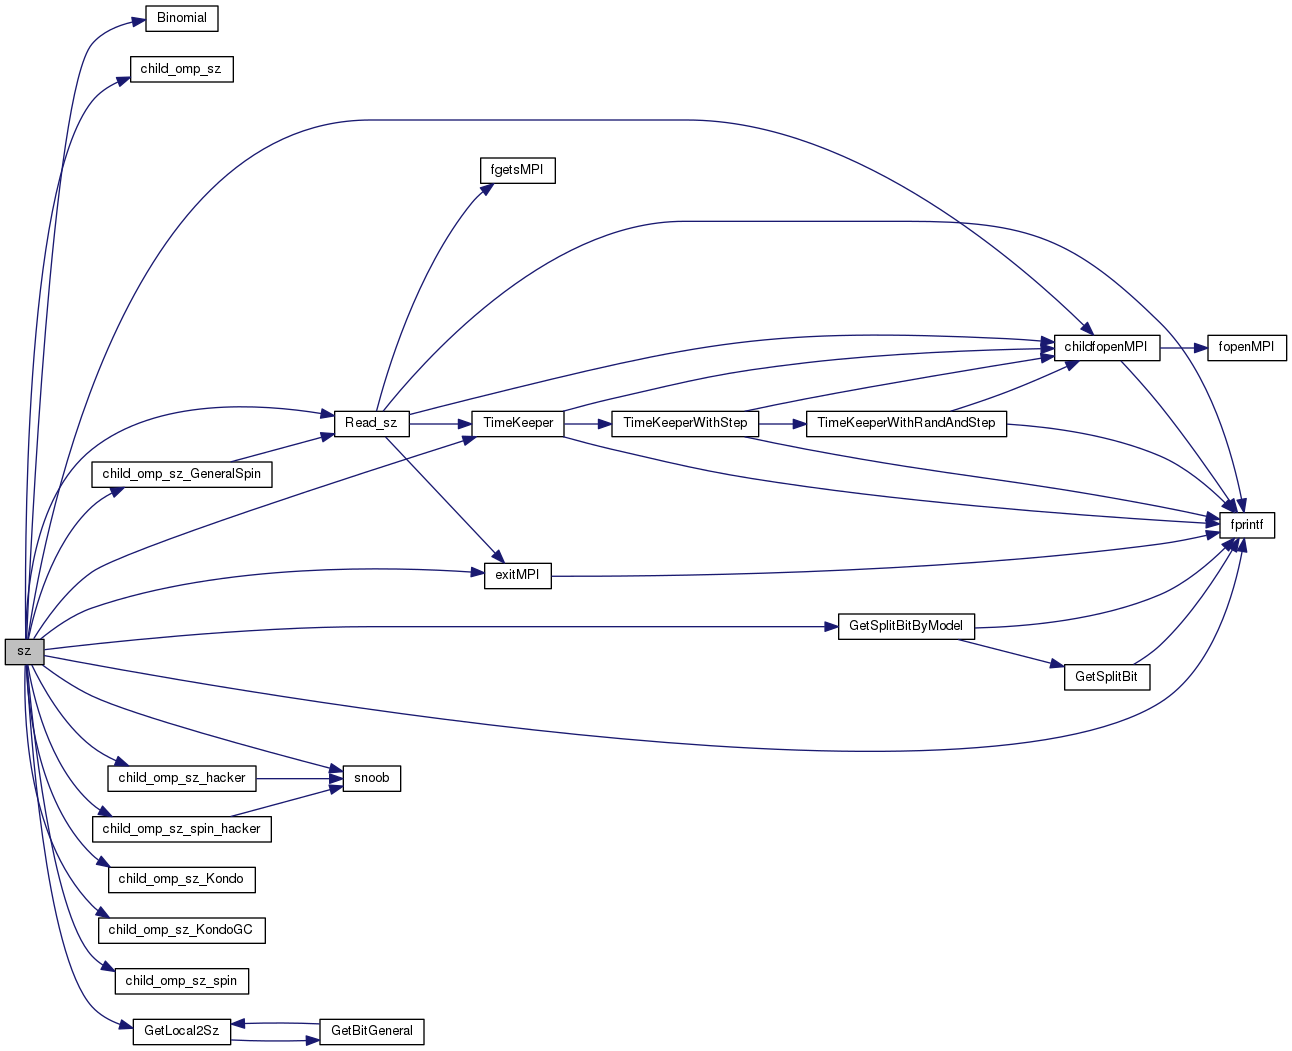 Binomial
child_omp_sz
fgetsMPI
childfopenMPI
fopenMPI
Read_sz
TimeKeeper
TimeKeeperWithStep
TimeKeeperWithRandAndStep
child_omp_sz_GeneralSpin
fprintf
exitMPI
GetSplitBitByModel
sz
GetSplitBit
child_omp_sz_hacker
snoob
child_omp_sz_spin_hacker
child_omp_sz_Kondo
child_omp_sz_KondoGC
child_omp_sz_spin
GetLocal2Sz
GetBitGeneral